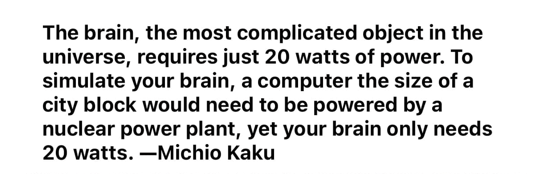 The brain, the most complicated object in the
universe, requires just 20 watts of power. To
simulate your brain, a computer the size of a
city block would need to be powered by a
nuclear power plant, yet your brain only needs
20 watts. —Michio Kaku